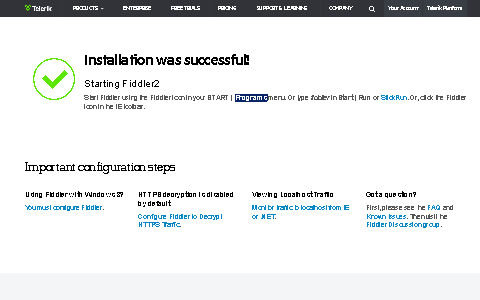 Telerik PRODUCTS ENTERPRISE FREE TRIALS PRICING SUPPORT & LEARNING COMPANY Your Account Telerik Platform
Installation was successful!
Starting Fiddler2
Start Fiddler using the Fiddler icon in your START | Programs menu. Or type fiddler in Start | Run or SlickRun. Or, click the Fiddler
icon in the IE toolbar.
Important configuration steps
Using Fiddler with Windows 8?
You must configure Fiddler.
HTTPS decryption is disabled
by default
Configure Fiddler to Decrypt
HTTPS Traffic.
Viewing Localhost Traffic
Monitor traffic to localhost from IE
or .NET.
Got a question?
First, please see the FAQ and
Known Issues. Then visit the
Fiddler Discussion group.